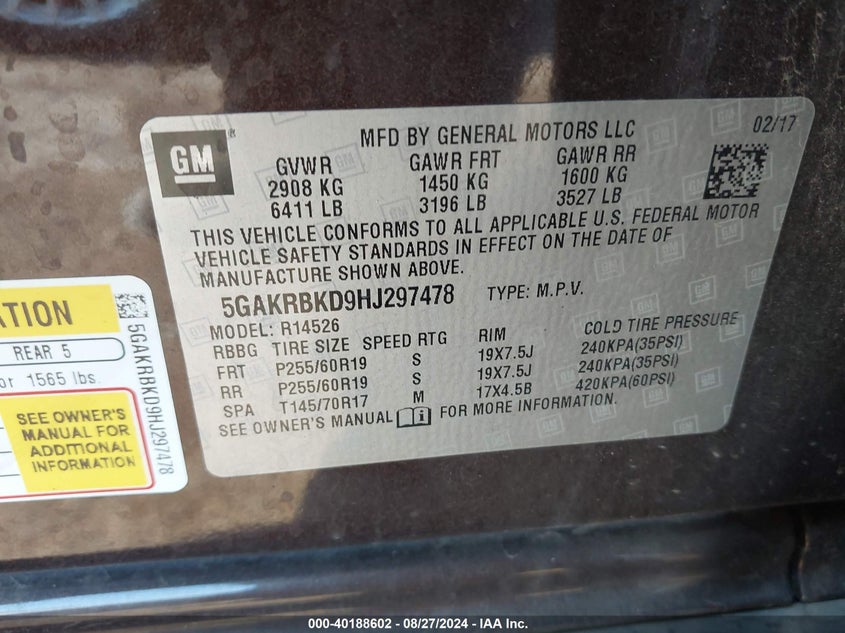 GM ®
MFD BY GENERAL MOTORS LLC 02/17
GVWR GAWR FRT GAWR RR
2908 KG 1450 KG 1600 KG
6411 LB 3196 LB 3527 LB
THIS VEHICLE CONFORMS TO ALL APPLICABLE U.S. FEDERAL MOTOR
VEHICLE SAFETY STANDARDS IN EFFECT ON THE DATE OF
MANUFACTURE SHOWN ABOVE.
5GAKRBKD9HJ297478 TYPE: M.P.V.
MODEL: R14526
RBBG TIRE SIZE SPEED RTG RIM COLD TIRE PRESSURE
FRT P255/60R19 S 19X7.5J 240KPA(35PSI)
RR P255/60R19 S 19X7.5J 240KPA(35PSI)
SPA T145/70R17 M 17X4.5B 420KPA(60PSI)
SEE OWNER'S MANUAL i FOR MORE INFORMATION.
ATION
REAR 5
or 1565 lbs.
SEE OWNER'S
MANUAL FOR
ADDITIONAL
INFORMATION
5GAKRBKD9HJ297478
000-40188602 - 08/27/2024 - IAA Inc.